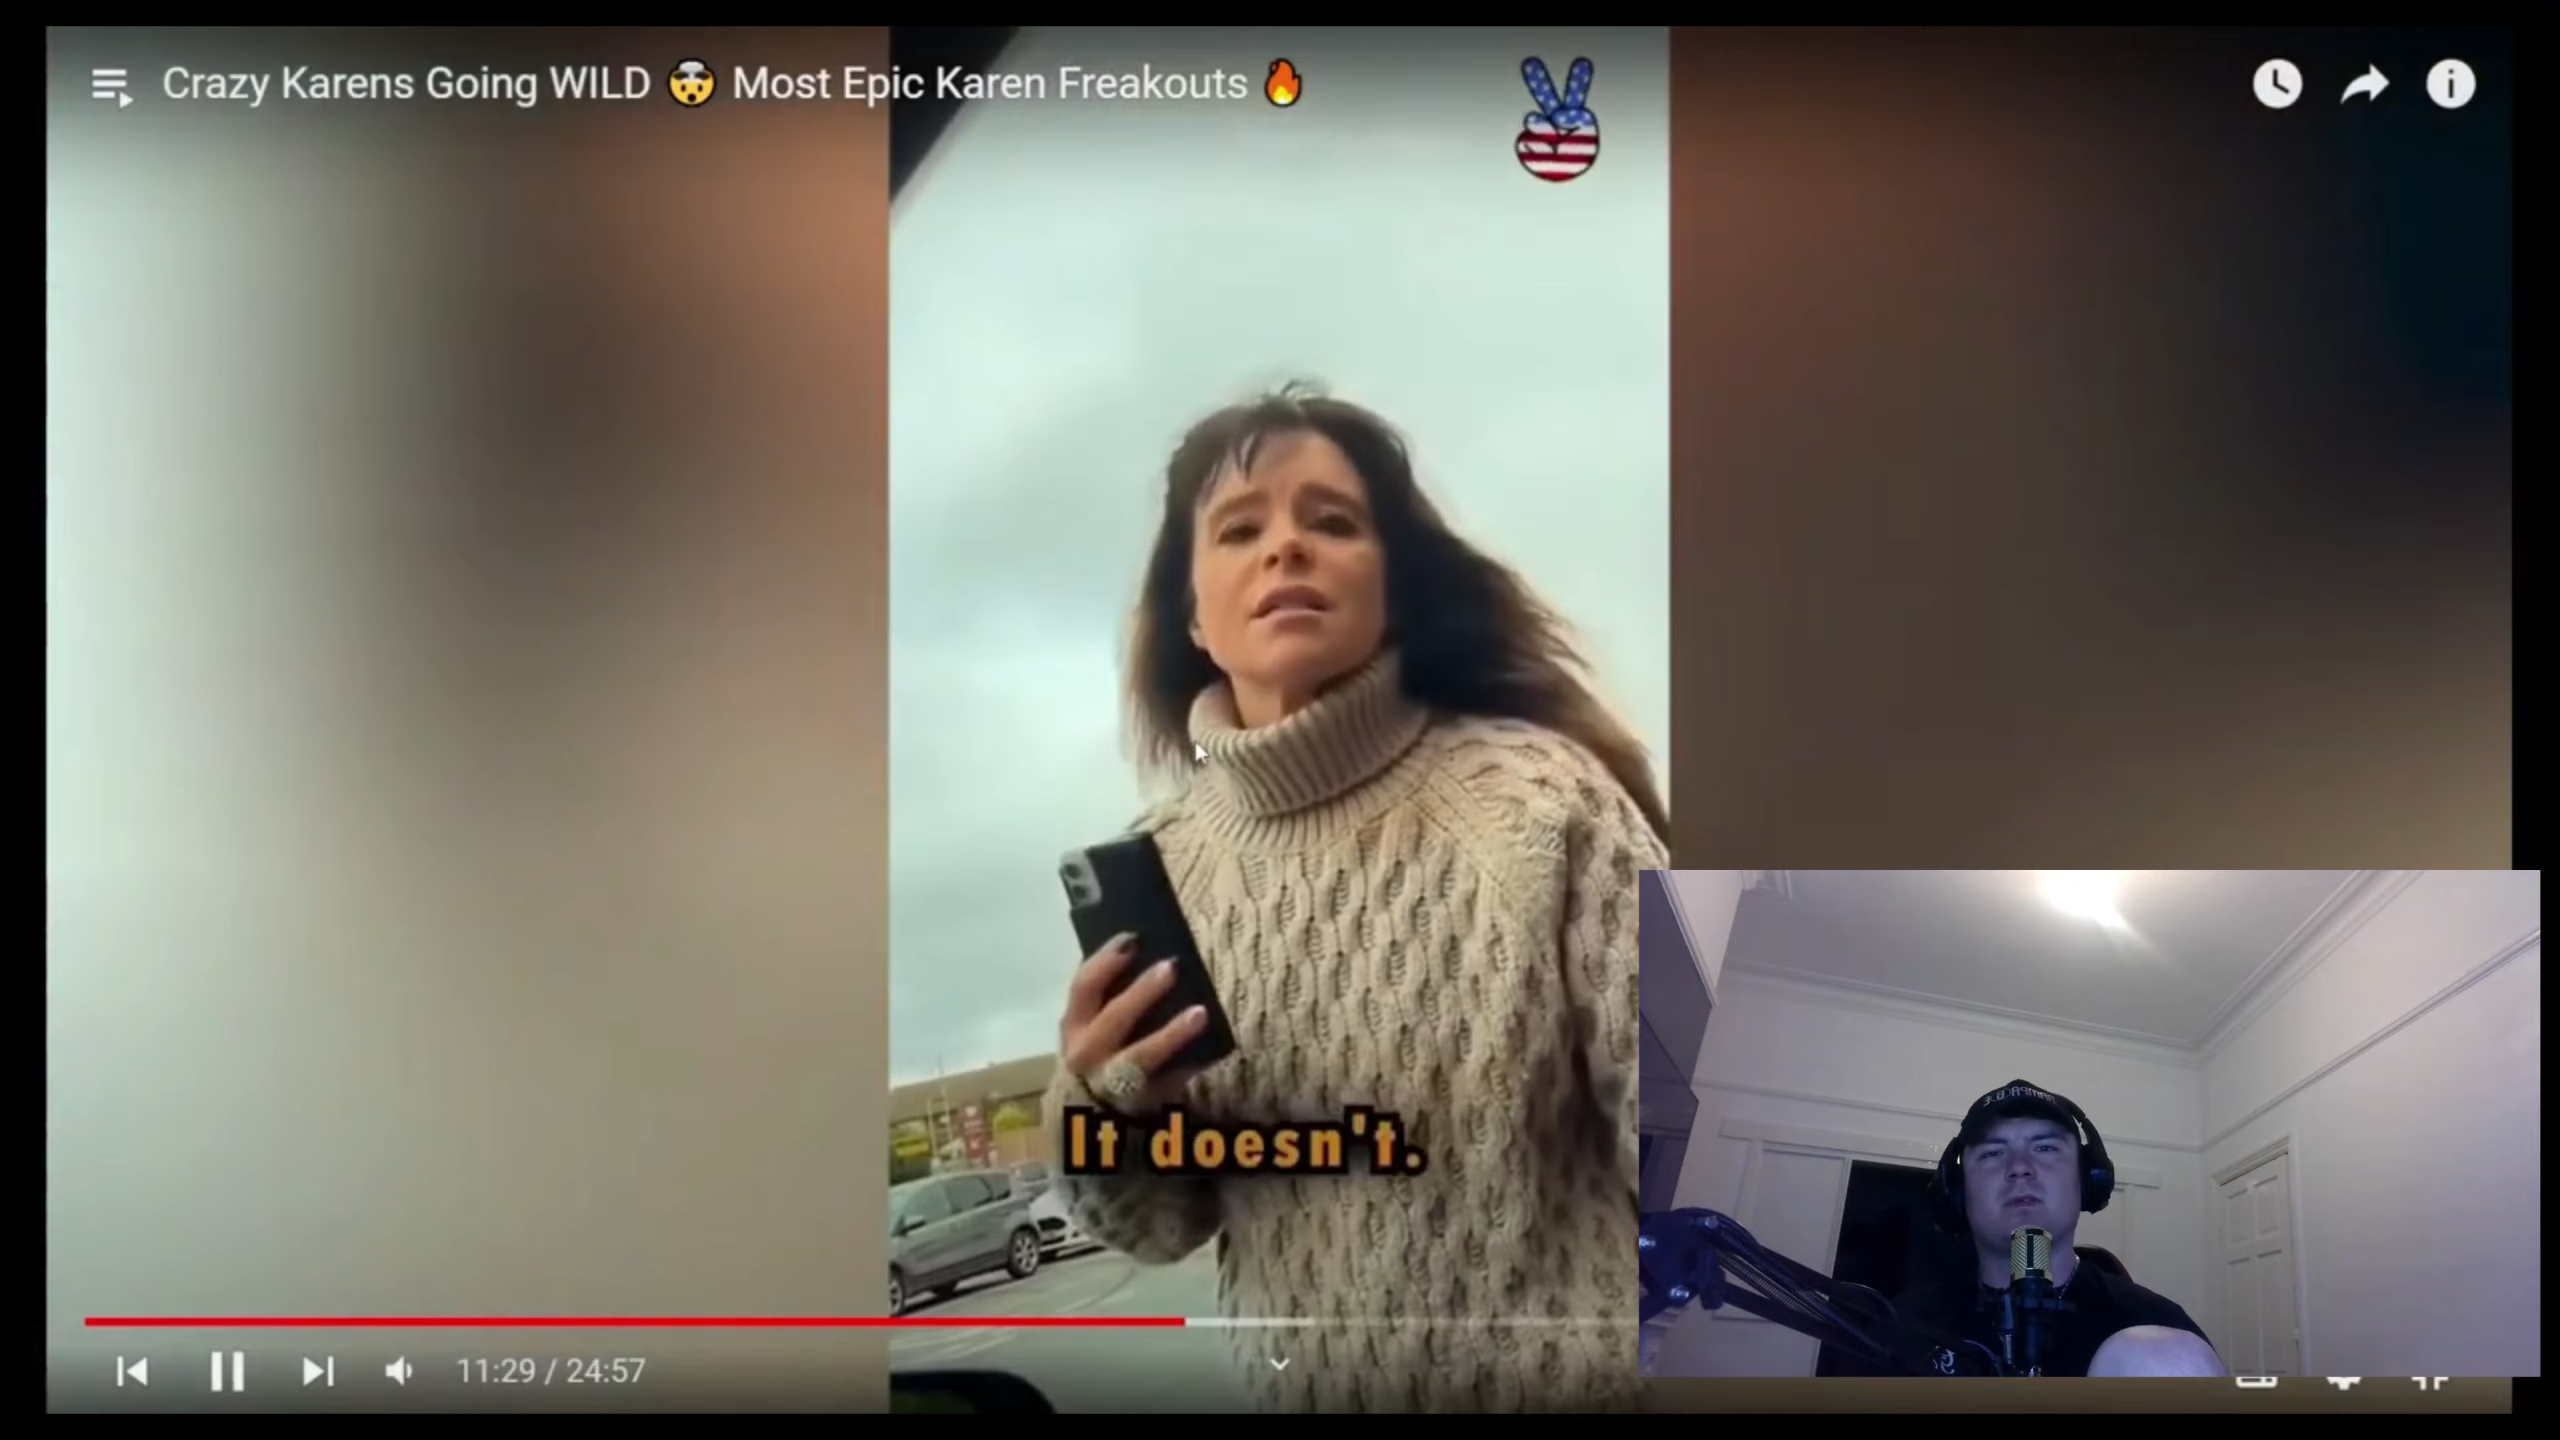 Crazy Karens Going WILD 🤯 Most Epic Karen Freakouts 🔥
It doesn't.
11:29 / 24:57